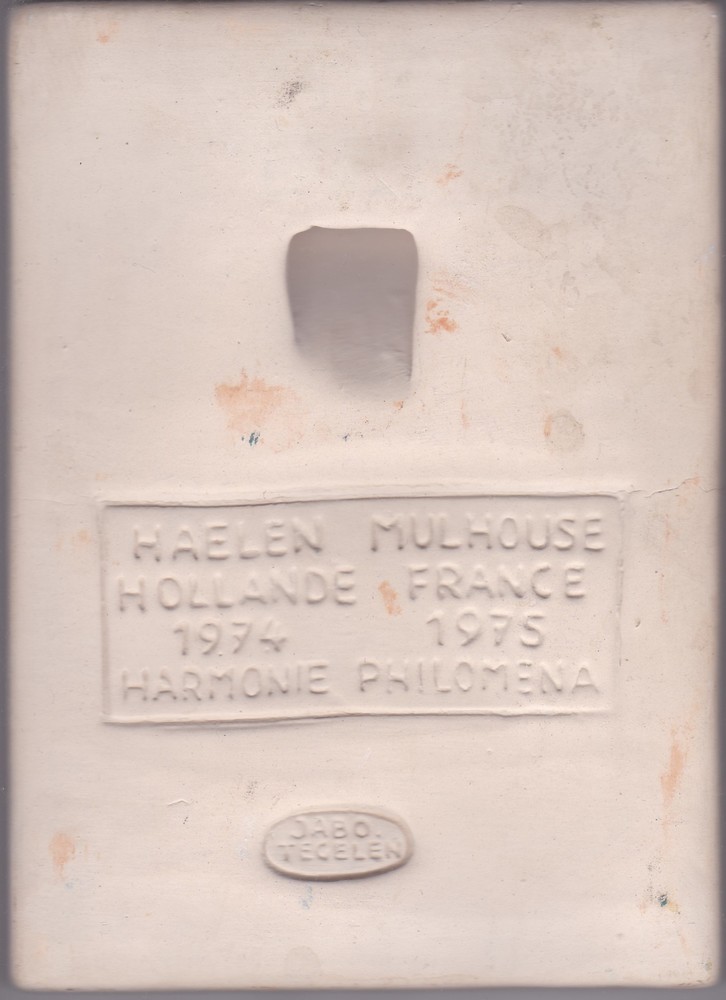 HAELEN MULHOUSE
HOLLANDE FRANCE
1974 1975
HARMONIE PHILOMENA
JABO.
TEGELEN